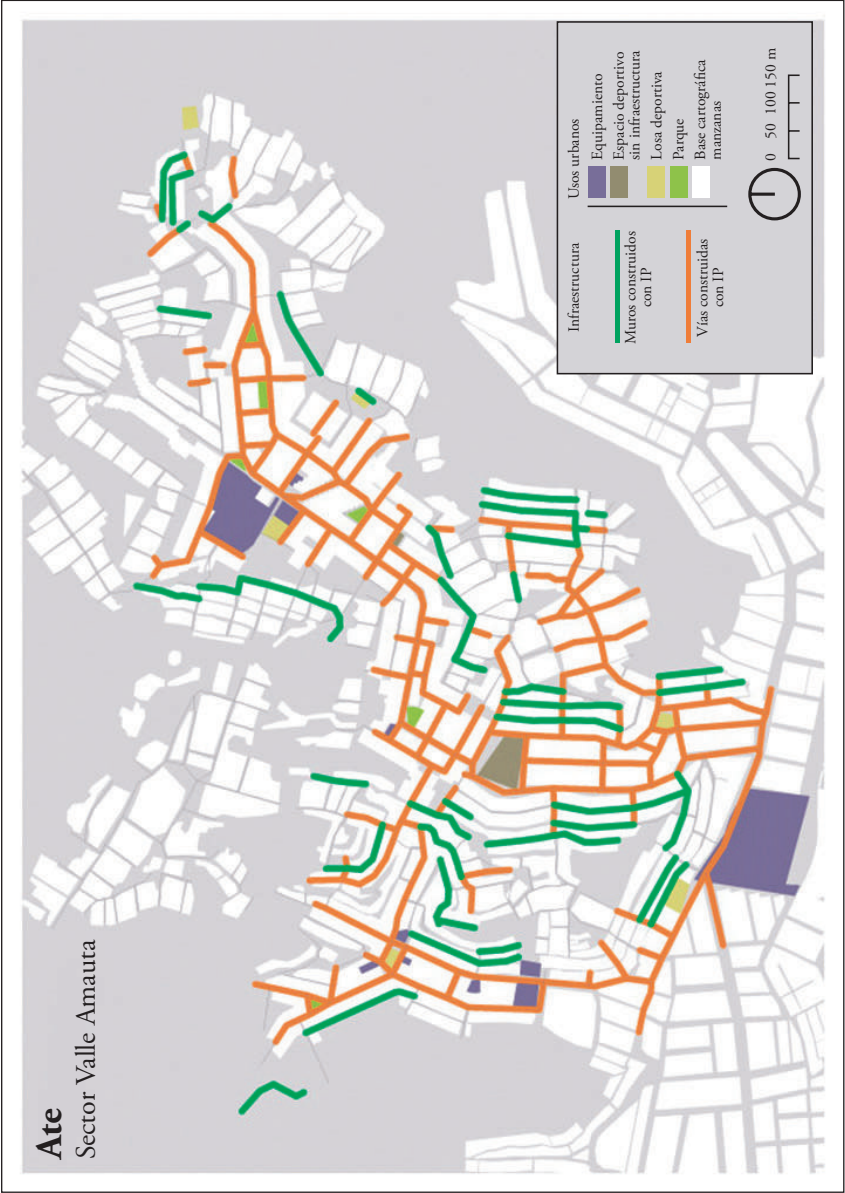 Ate
Sector Valle Amauta
Infraestructura
Muros construidos
con IP
Vías construidas
con IP
Usos urbanos
Equipamiento
Espacio deportivo
sin infraestructura
Losa deportiva
Parque
Base cartográfica
manzanas
0 50 100 150 m